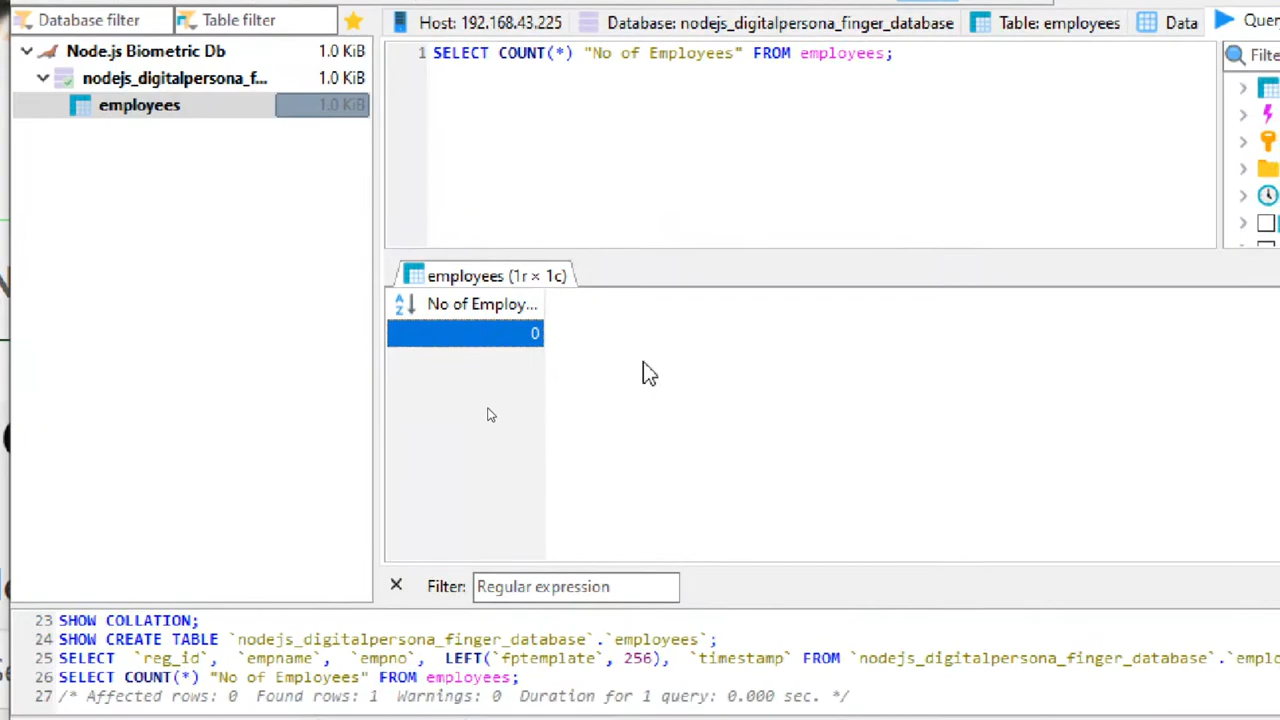 Database filter
Table filter
Host: 192.168.43.225
Database: nodejs_digitalpersona_finger_database
Table: employees
Data
Node.js Biometric Db 1.0 KiB
nodejs_digitalpersona_f... 1.0 KiB
employees 1.0 KiB
1 SELECT COUNT(*) "No of Employees" FROM employees;
employees (1r × 1c)
No of Employ...
0
Filter: Regular expression
23 SHOW COLLATION;
24 SHOW CREATE TABLE `nodejs_digitalpersona_finger_database`.`employees`;
25 SELECT `reg_id`, `empname`, `empno`, LEFT(`fptemplate`, 256), `timestamp` FROM `nodejs_digitalpersona_finger_database`.`emplo
26 SELECT COUNT(*) "No of Employees" FROM employees;
27 /* Affected rows: 0 Found rows: 1 Warnings: 0 Duration for 1 query: 0.000 sec. */